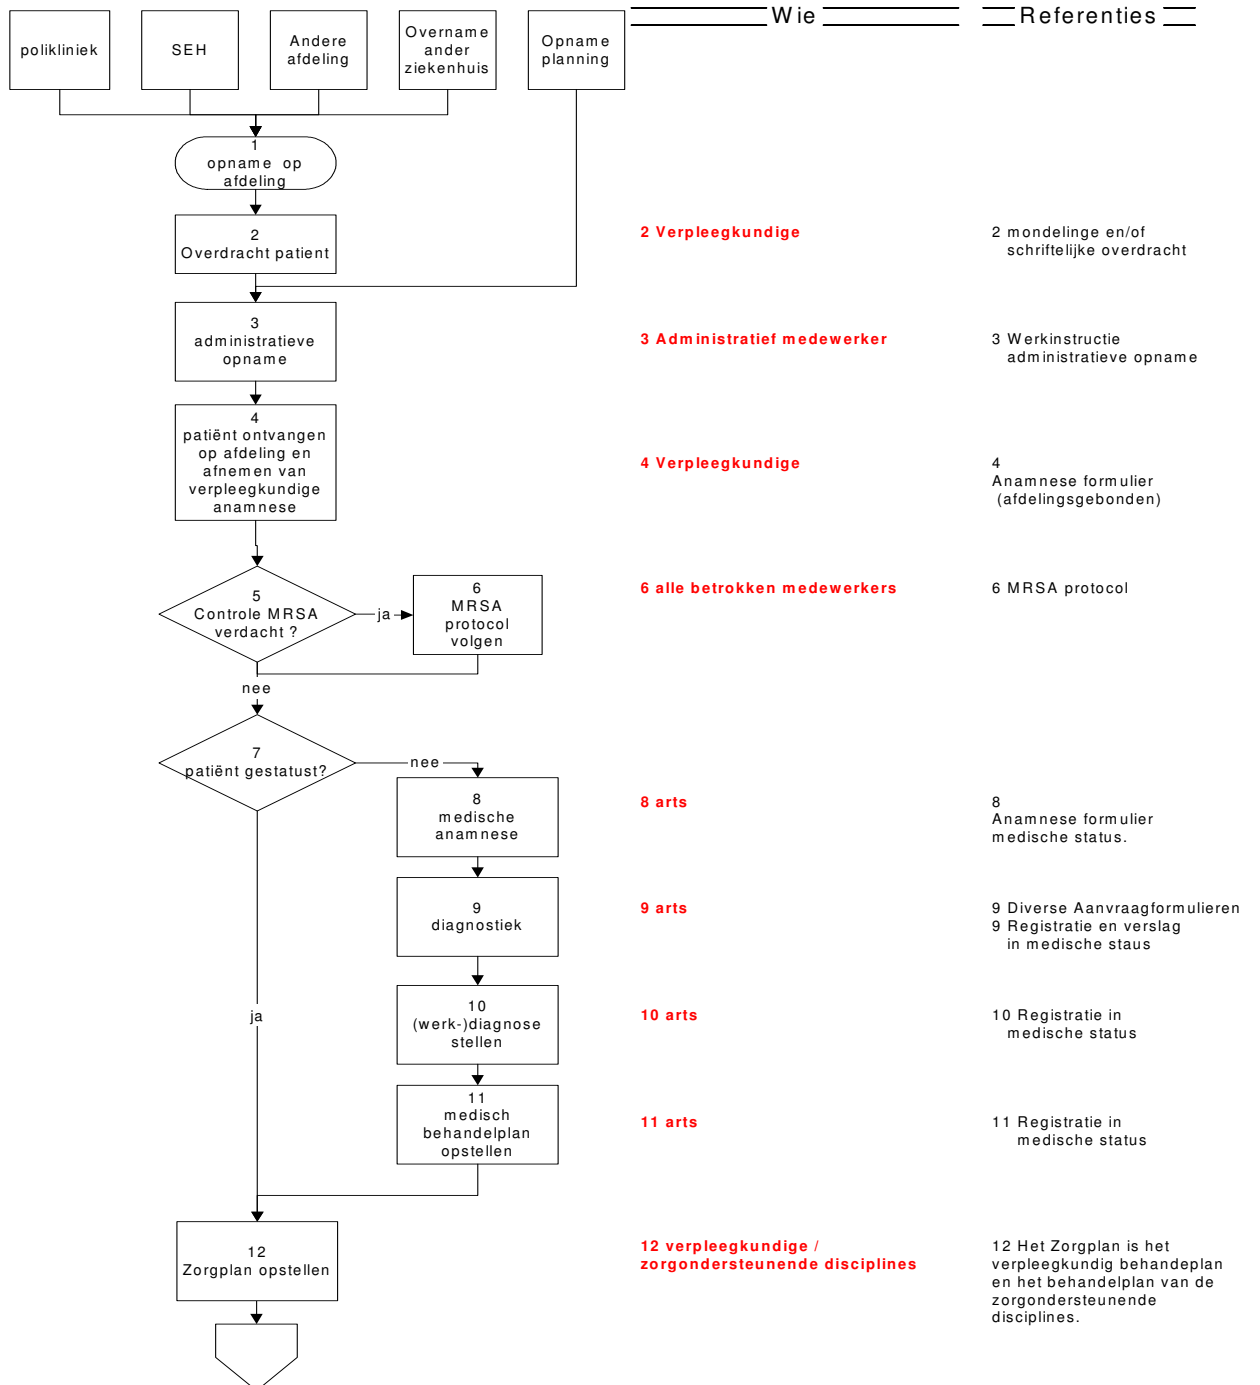 Wie
Referenties
polikliniek
SEH
Andere
afdeling
Overname
ander
ziekenhuis
Opname
planning
1
opname op
afdeling
2
Overdracht patient
2 Verpleegkundige
2 mondelinge en/of
schriftelijke overdracht
3
administratieve
opname
3 Administratief medewerker
3 Werkinstructie
administratieve opname
4
patiënt ontvangen
op afdeling en
afnemen van
verpleegkundige
anamnese
4 Verpleegkundige
4
Anamnese formulier
(afdelingsgebonden)
5
Controle MRSA
verdacht ?
ja
6
MRSA
protocol
volgen
6 alle betrokken medewerkers
6 MRSA protocol
nee
7
patiënt gestatust?
nee
8
medische
anamnese
8 arts
8
Anamnese formulier
medische status.
9
diagnostiek
9 arts
9 Diverse Aanvraagformulieren
9 Registratie en verslag
in medische staus
ja
10
(werk-)diagnose
stellen
10 arts
10 Registratie in
medische status
11
medisch
behandelplan
opstellen
11 arts
11 Registratie in
medische status
12
Zorgplan opstellen
12 verpleegkundige /
zorgondersteunende disciplines
12 Het Zorgplan is het
verpleegkundig behandeplan
en het behandelplan van de
zorgondersteunende
disciplines.